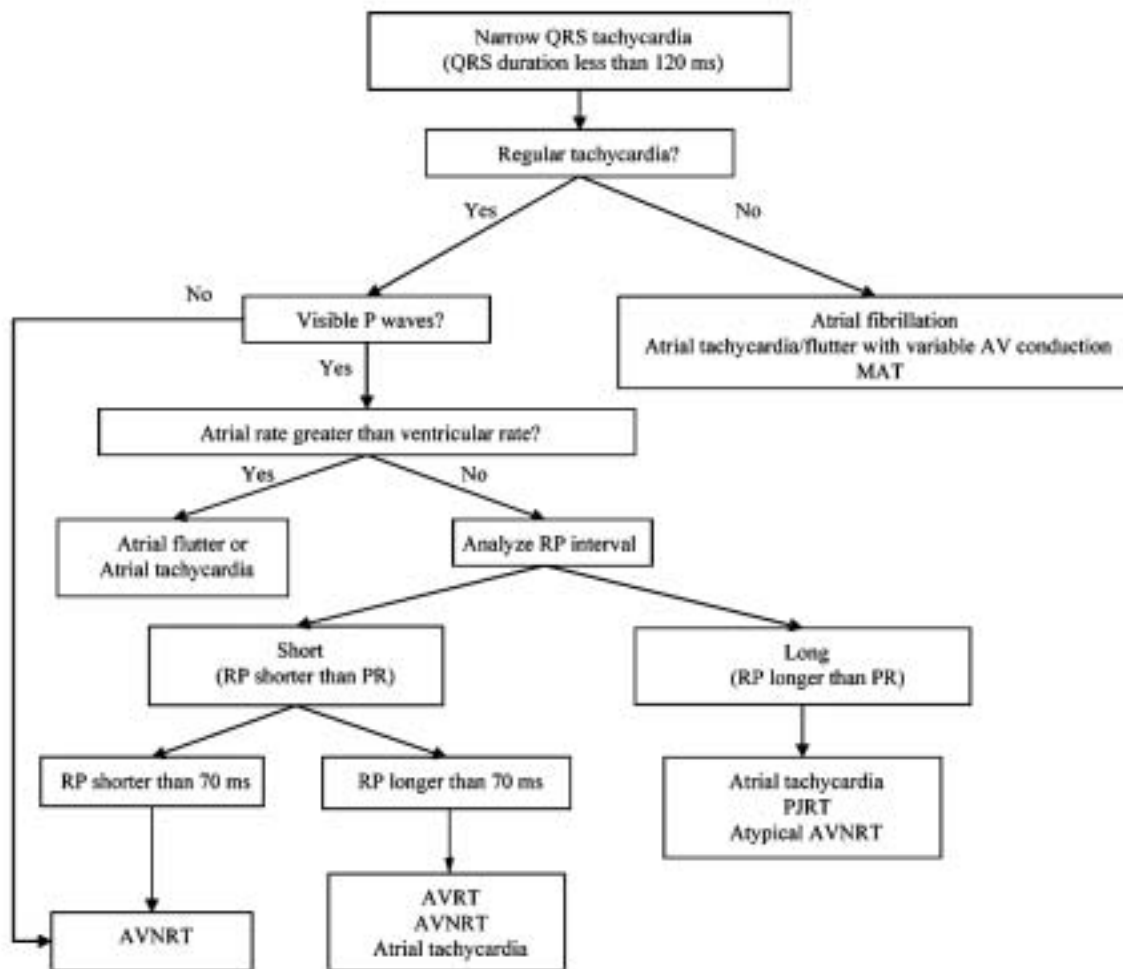 Narrow QRS tachycardia
(QRS duration less than 120 ms)
Regular tachycardia?
Yes
No
No
Visible P waves?
Atrial fibrillation
Atrial tachycardia/flutter with variable AV conduction
MAT
Yes
Atrial rate greater than ventricular rate?
Yes
No
Atrial flutter or
Atrial tachycardia
Analyze RP interval
Short
(RP shorter than PR)
Long
(RP longer than PR)
RP shorter than 70 ms
RP longer than 70 ms
Atrial tachycardia
PJRT
Atypical AVNRT
AVNRT
AVRT
AVNRT
Atrial tachycardia